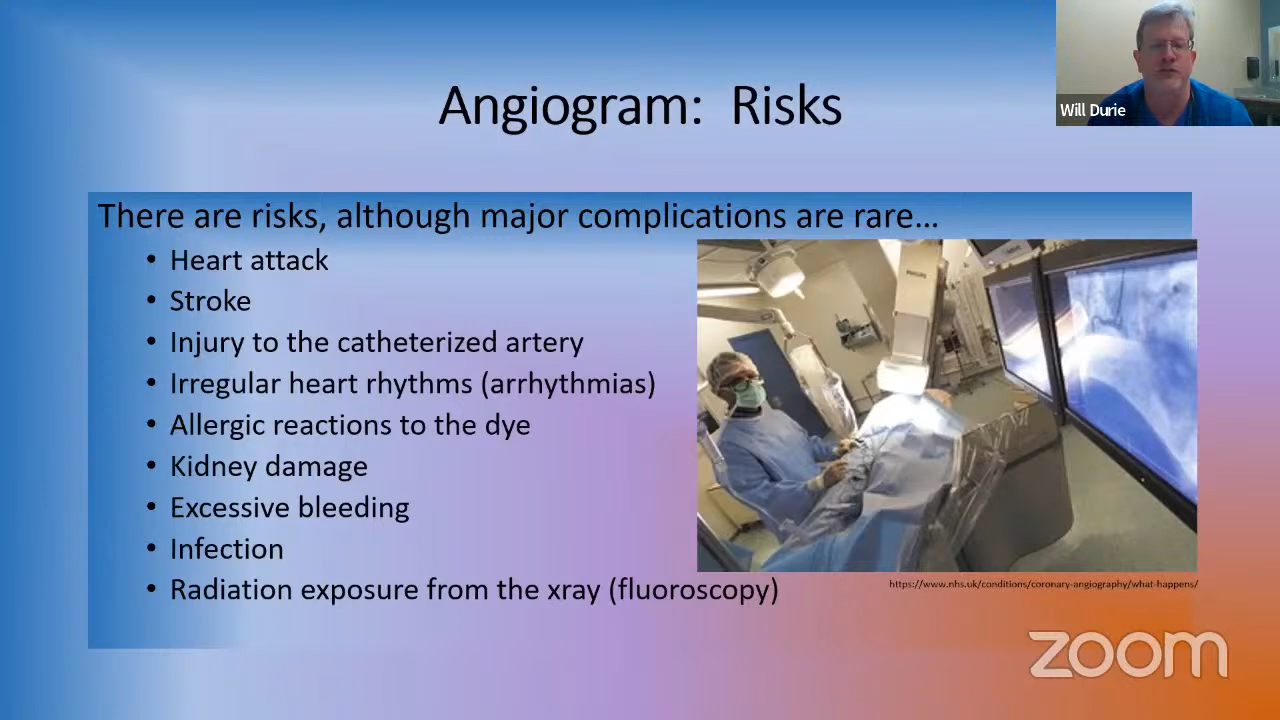 Angiogram: Risks
Will Durie
There are risks, although major complications are rare...
• Heart attack
• Stroke
• Injury to the catheterized artery
• Irregular heart rhythms (arrhythmias)
• Allergic reactions to the dye
• Kidney damage
• Excessive bleeding
• Infection
• Radiation exposure from the xray (fluoroscopy)
PHILIPS
https://www.nhs.uk/conditions/coronary-angiography/what-happens/
zoom